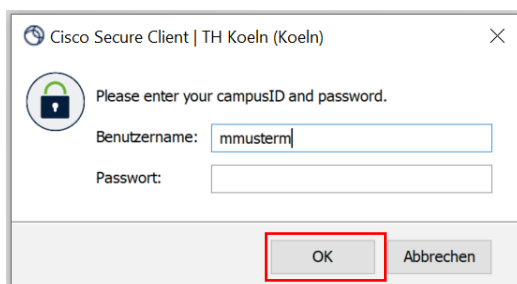 Cisco Secure Client | TH Koeln (Koeln)
Please enter your campusID and password.
Benutzername: mmusterm
Passwort:
OK Abbrechen